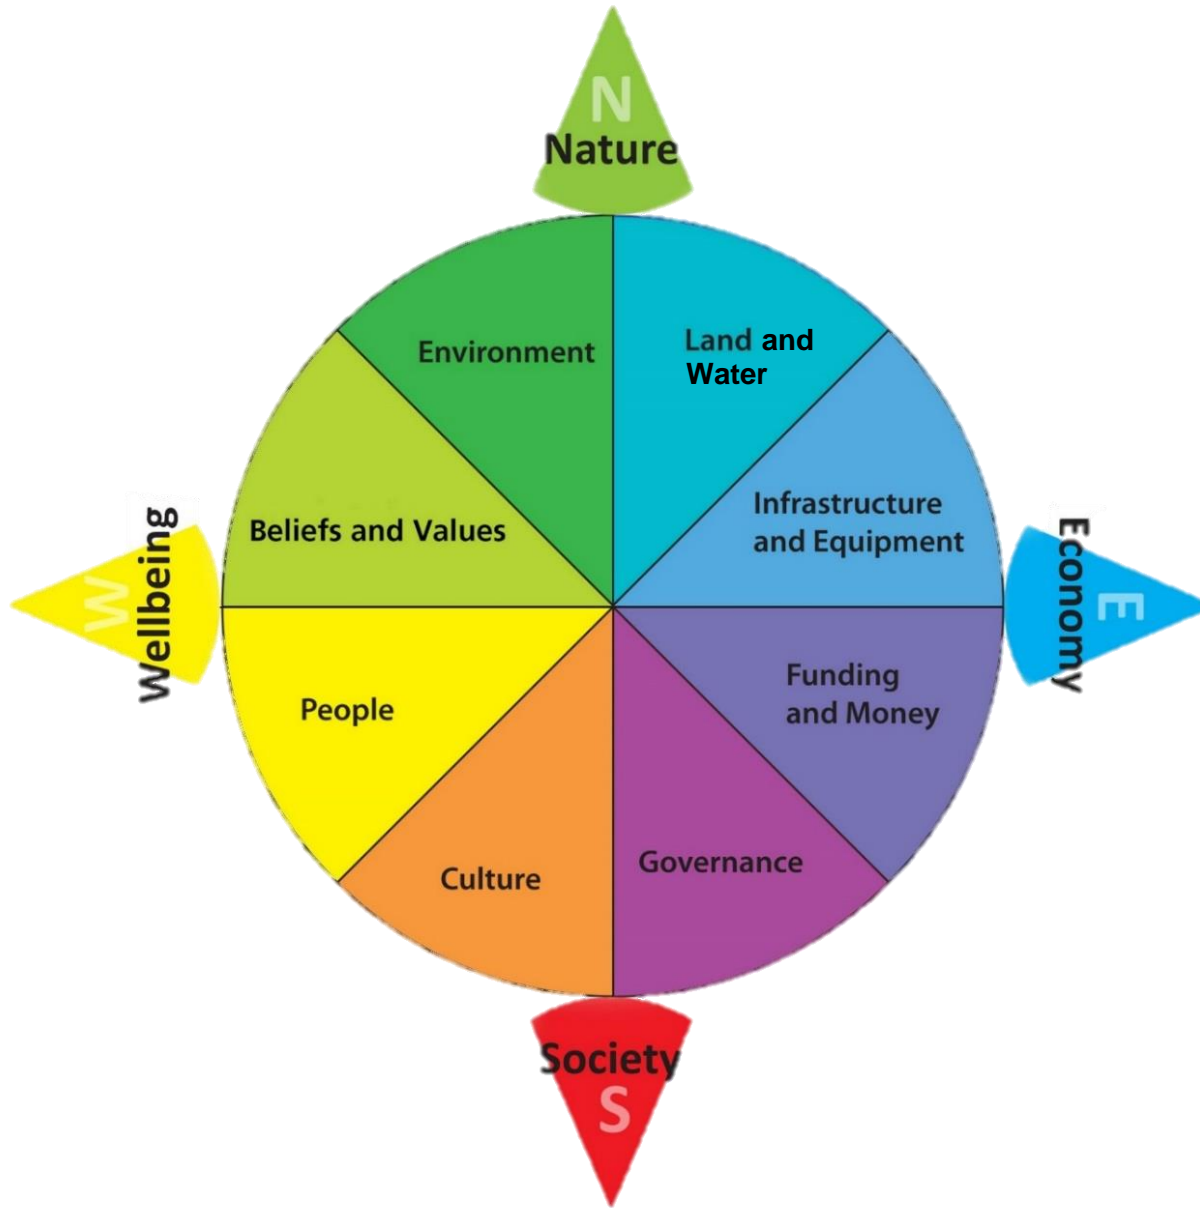 N
Nature
Environment
Land and
Water
Infrastructure
and Equipment
Beliefs and Values
Wellbeing
W
Economy
E
Funding
and Money
People
Governance
Culture
Society
S